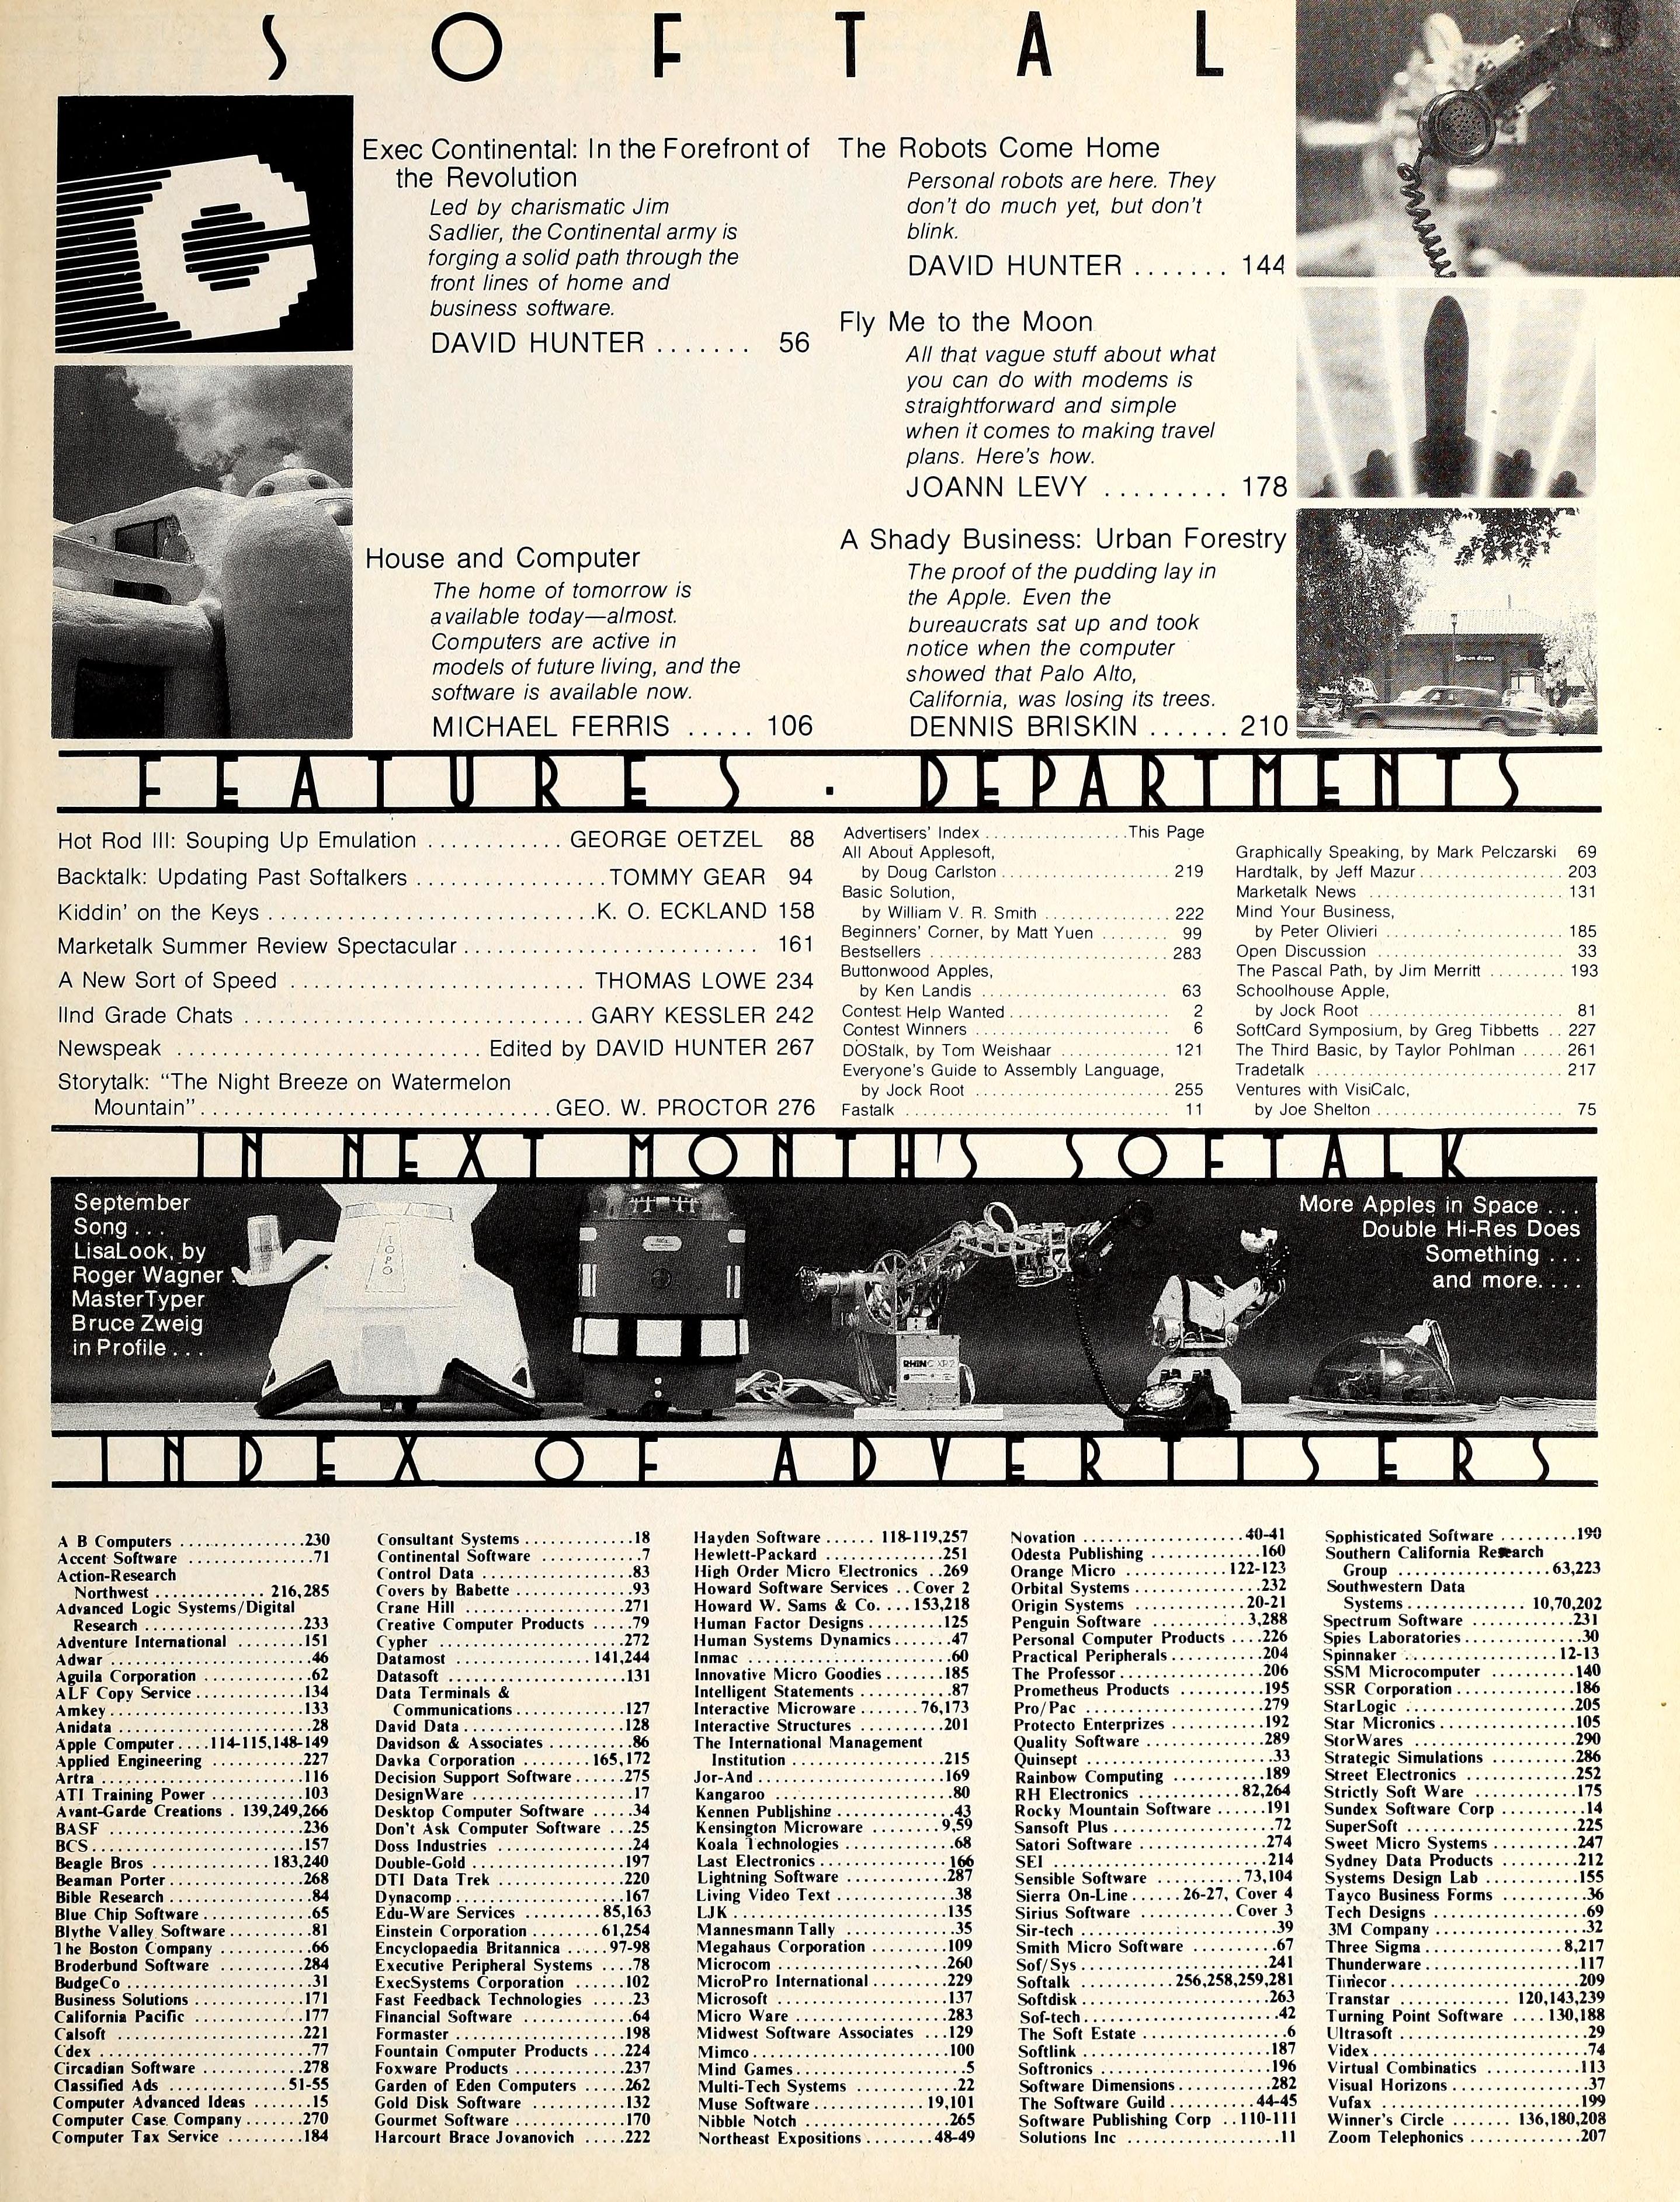 S O F T A L
Exec Continental: In the Forefront of
the Revolution
Led by charismatic Jim
Sadlier, the Continental army is
forging a solid path through the
front lines of home and
business software.
DAVID HUNTER ....... 56
House and Computer
The home of tomorrow is
available today—almost.
Computers are active in
models of future living, and the
software is available now.
MICHAEL FERRIS ..... 106
The Robots Come Home
Personal robots are here. They
don't do much yet, but don't
blink.
DAVID HUNTER ....... 144
Fly Me to the Moon
All that vague stuff about what
you can do with modems is
straightforward and simple
when it comes to making travel
plans. Here's how.
JOANN LEVY ......... 178
A Shady Business: Urban Forestry
The proof of the pudding lay in
the Apple. Even the
bureaucrats sat up and took
notice when the computer
showed that Palo Alto,
California, was losing its trees.
DENNIS BRISKIN ...... 210
FEATURES · DEPARTMENTS
Hot Rod III: Souping Up Emulation ............ GEORGE OETZEL 88
Backtalk: Updating Past Softalkers .................. TOMMY GEAR 94
Kiddin' on the Keys ............................... K. O. ECKLAND 158
Marketalk Summer Review Spectacular ............................ 161
A New Sort of Speed ............................ THOMAS LOWE 234
IInd Grade Chats ................................ GARY KESSLER 242
Newspeak ............................. Edited by DAVID HUNTER 267
Storytalk: "The Night Breeze on Watermelon
Mountain" ................................. GEO. W. PROCTOR 276
Advertisers' Index ................. This Page
All About Applesoft,
by Doug Carlston .................... 219
Basic Solution,
by William V. R. Smith ............... 222
Beginners' Corner, by Matt Yuen ........ 99
Bestsellers ............................ 283
Buttonwood Apples,
by Ken Landis ...................... 63
Contest: Help Wanted ................... 2
Contest Winners ....................... 6
DOStalk, by Tom Weishaar ............. 121
Everyone's Guide to Assembly Language,
by Jock Root ....................... 255
Fastalk ............................... 11
Graphically Speaking, by Mark Pelczarski 69
Hardtalk, by Jeff Mazur ................. 203
Marketalk News ........................ 131
Mind Your Business,
by Peter Olivieri ..................... 185
Open Discussion ...................... 33
The Pascal Path, by Jim Merritt ......... 193
Schoolhouse Apple,
by Jock Root ........................ 81
SoftCard Symposium, by Greg Tibbetts .. 227
The Third Basic, by Taylor Pohlman ..... 261
Tradetalk ............................. 217
Ventures with VisiCalc,
by Joe Shelton ...................... 75
IN NEXT MONTH'S SOFTALK
September
Song . . .
LisaLook, by
Roger Wagner . . .
MasterTyper
Bruce Zweig
in Profile . . .
TOPO
RHINO XR-2
More Apples in Space . . .
Double Hi-Res Does
Something . . .
and more. . . .
INDEX OF ADVERTISERS
A B Computers ...............230
Accent Software ...............71
Action-Research
Northwest ............. 216,285
Advanced Logic Systems/Digital
Research ....................233
Adventure International ........151
Adwar .......................46
Aguila Corporation ............62
ALF Copy Service .............134
Amkey .......................133
Anidata ......................28
Apple Computer ....114-115,148-149
Applied Engineering ...........227
Artra ........................116
ATI Training Power ............103
Avant-Garde Creations . 139,249,266
BASF .......................236
BCS .........................157
Beagle Bros .............. 183,240
Beaman Porter ................268
Bible Research ................84
Blue Chip Software .............65
Blythe Valley Software ..........81
The Boston Company ...........66
Broderbund Software ...........284
BudgeCo .....................31
Business Solutions .............171
California Pacific ..............177
Calsoft ......................221
Cdex ........................77
Circadian Software .............278
Classified Ads ...............51-55
Computer Advanced Ideas .......15
Computer Case Company .......270
Computer Tax Service ..........184
Consultant Systems .............18
Continental Software ............7
Control Data ..................83
Covers by Babette ..............93
Crane Hill ...................271
Creative Computer Products .....79
Cypher ......................272
Datamost ................ 141,244
Datasoft .....................131
Data Terminals &
Communications .............127
David Data ...................128
Davidson & Associates ..........86
Davka Corporation ........ 165,172
Decision Support Software ......275
DesignWare ...................17
Desktop Computer Software .....34
Don't Ask Computer Software ...25
Doss Industries ................24
Double-Gold ..................197
DTI Data Trek ................220
Dynacomp ...................167
Edu-Ware Services ......... 85,163
Einstein Corporation ........ 61,254
Encyclopaedia Britannica ......97-98
Executive Peripheral Systems ....78
ExecSystems Corporation .......102
Fast Feedback Technologies .....23
Financial Software .............64
Formaster ....................198
Fountain Computer Products ....224
Foxware Products ..............237
Garden of Eden Computers .....262
Gold Disk Software ............132
Gourmet Software .............170
Harcourt Brace Jovanovich .....222
Hayden Software ...... 118-119,257
Hewlett-Packard ..............251
High Order Micro Electronics ..269
Howard Software Services ..Cover 2
Howard W. Sams & Co. ...153,218
Human Factor Designs .........125
Human Systems Dynamics .......47
Inmac .......................60
Innovative Micro Goodies .......185
Intelligent Statements ...........87
Interactive Microware ...... 76,173
Interactive Structures ..........201
The International Management
Institution ..................215
Jor-And .....................169
Kangaroo ....................80
Kennen Publishing .............43
Kensington Microware ........9,59
Koala Technologies .............68
Last Electronics ...............166
Lightning Software ............287
Living Video Text ..............38
LJK .........................135
Mannesmann Tally .............35
Megahaus Corporation .........109
Microcom ....................260
MicroPro International .........229
Microsoft ....................137
Micro Ware ..................283
Midwest Software Associates ...129
Mimco ......................100
Mind Games ...................5
Multi-Tech Systems .............22
Muse Software ............. 19,101
Nibble Notch .................265
Northeast Expositions ........48-49
Novation ..................40-41
Odesta Publishing .............160
Orange Micro ............ 122-123
Orbital Systems ...............232
Origin Systems ..............20-21
Penguin Software ...........3,288
Personal Computer Products ....226
Practical Peripherals ...........204
The Professor .................206
Prometheus Products ..........195
Pro/Pac .....................279
Protecto Enterprizes ...........192
Quality Software ..............289
Quinsept .....................33
Rainbow Computing ...........189
RH Electronics ............ 82,264
Rocky Mountain Software .......191
Sansoft Plus ..................72
Satori Software ...............274
SEI .........................214
Sensible Software ........... 73,104
Sierra On-Line ...... 26-27, Cover 4
Sirius Software ............Cover 3
Sir-tech ......................39
Smith Micro Software ..........67
Sof/Sys .....................241
Softalk .......... 256,258,259,281
Softdisk .....................263
Sof-tech ......................42
The Soft Estate .................6
Softlink .....................187
Softronics ...................196
Software Dimensions ...........282
The Software Guild ..........44-45
Software Publishing Corp ..110-111
Solutions Inc ..................11
Sophisticated Software .........190
Southern California Research
Group ................... 63,223
Southwestern Data
Systems .............. 10,70,202
Spectrum Software ............231
Spies Laboratories ..............30
Spinnaker ..................12-13
SSM Microcomputer ...........140
SSR Corporation ..............186
StarLogic ....................205
Star Micronics ................105
StorWares ...................290
Strategic Simulations ..........286
Street Electronics .............252
Strictly Soft Ware .............175
Sundex Software Corp ..........14
SuperSoft ...................225
Sweet Micro Systems ..........247
Sydney Data Products .........212
Systems Design Lab ...........155
Tayco Business Forms ..........36
Tech Designs ..................69
3M Company ..................32
Three Sigma ................8,217
Thunderware .................117
Timecor .....................209
Transtar ............. 120,143,239
Turning Point Software ....130,188
Ultrasoft .....................29
Videx ........................74
Virtual Combinatics ...........113
Visual Horizons ................37
Vufax ......................199
Winner's Circle ....... 136,180,208
Zoom Telephonics .............207